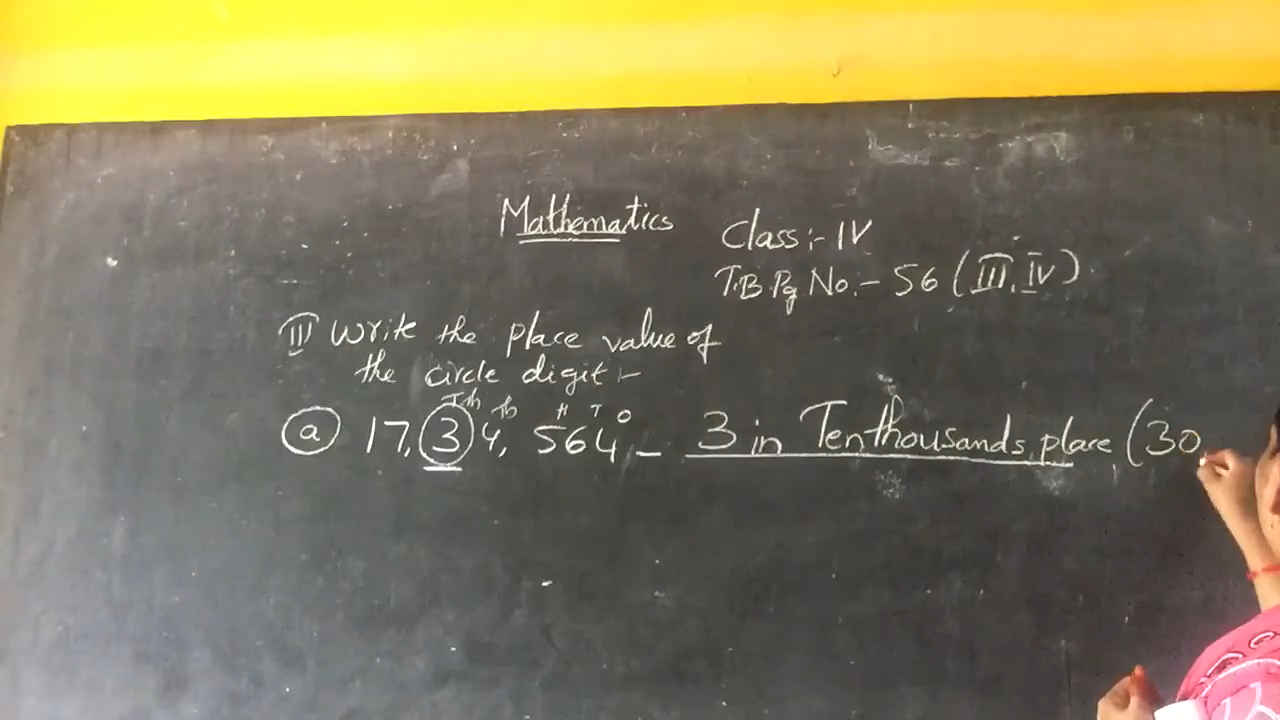 Mathematics
Class:- IV
T.B.Pg No.- 56 (III, IV)
III Write the place value of
the circle digit:-
T.Th Th H T O
a 17,34,564 - 3 in Tenthousands place (30,